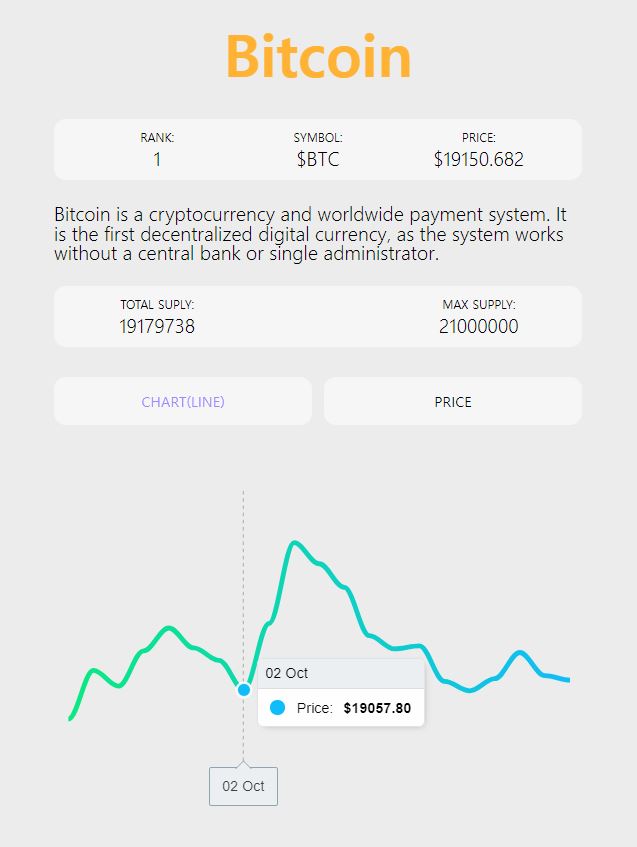 Bitcoin
RANK: SYMBOL: PRICE:
1 $BTC $19150.682
Bitcoin is a cryptocurrency and worldwide payment system. It
is the first decentralized digital currency, as the system works
without a central bank or single administrator.
TOTAL SUPLY: MAX SUPPLY:
19179738 21000000
CHART(LINE) PRICE
02 Oct
Price: $19057.80
02 Oct